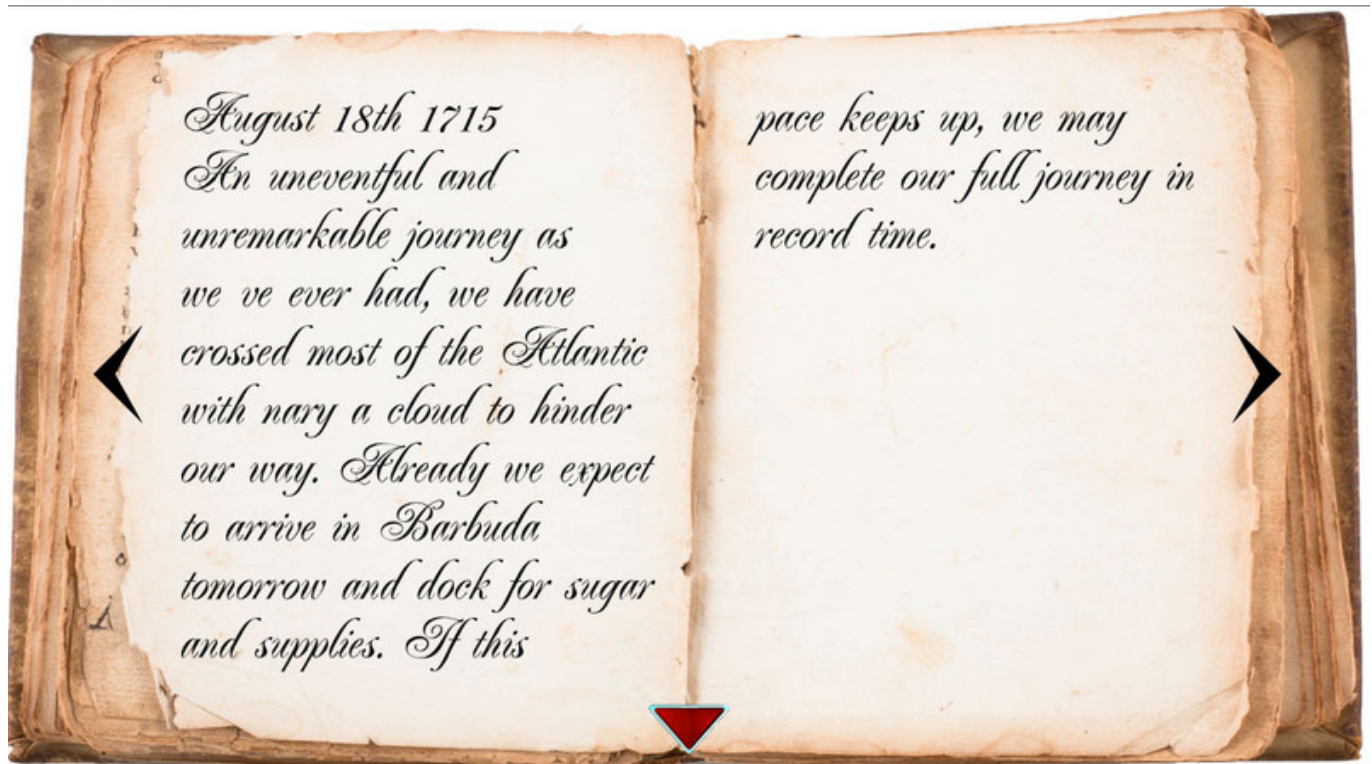 August 18th 1715
An uneventful and
unremarkable journey as
we ve ever had, we have
crossed most of the Atlantic
with nary a cloud to hinder
our way. Already we expect
to arrive in Barbuda
tomorrow and dock for sugar
and supplies. If this
pace keeps up, we may
complete our full journey in
record time.